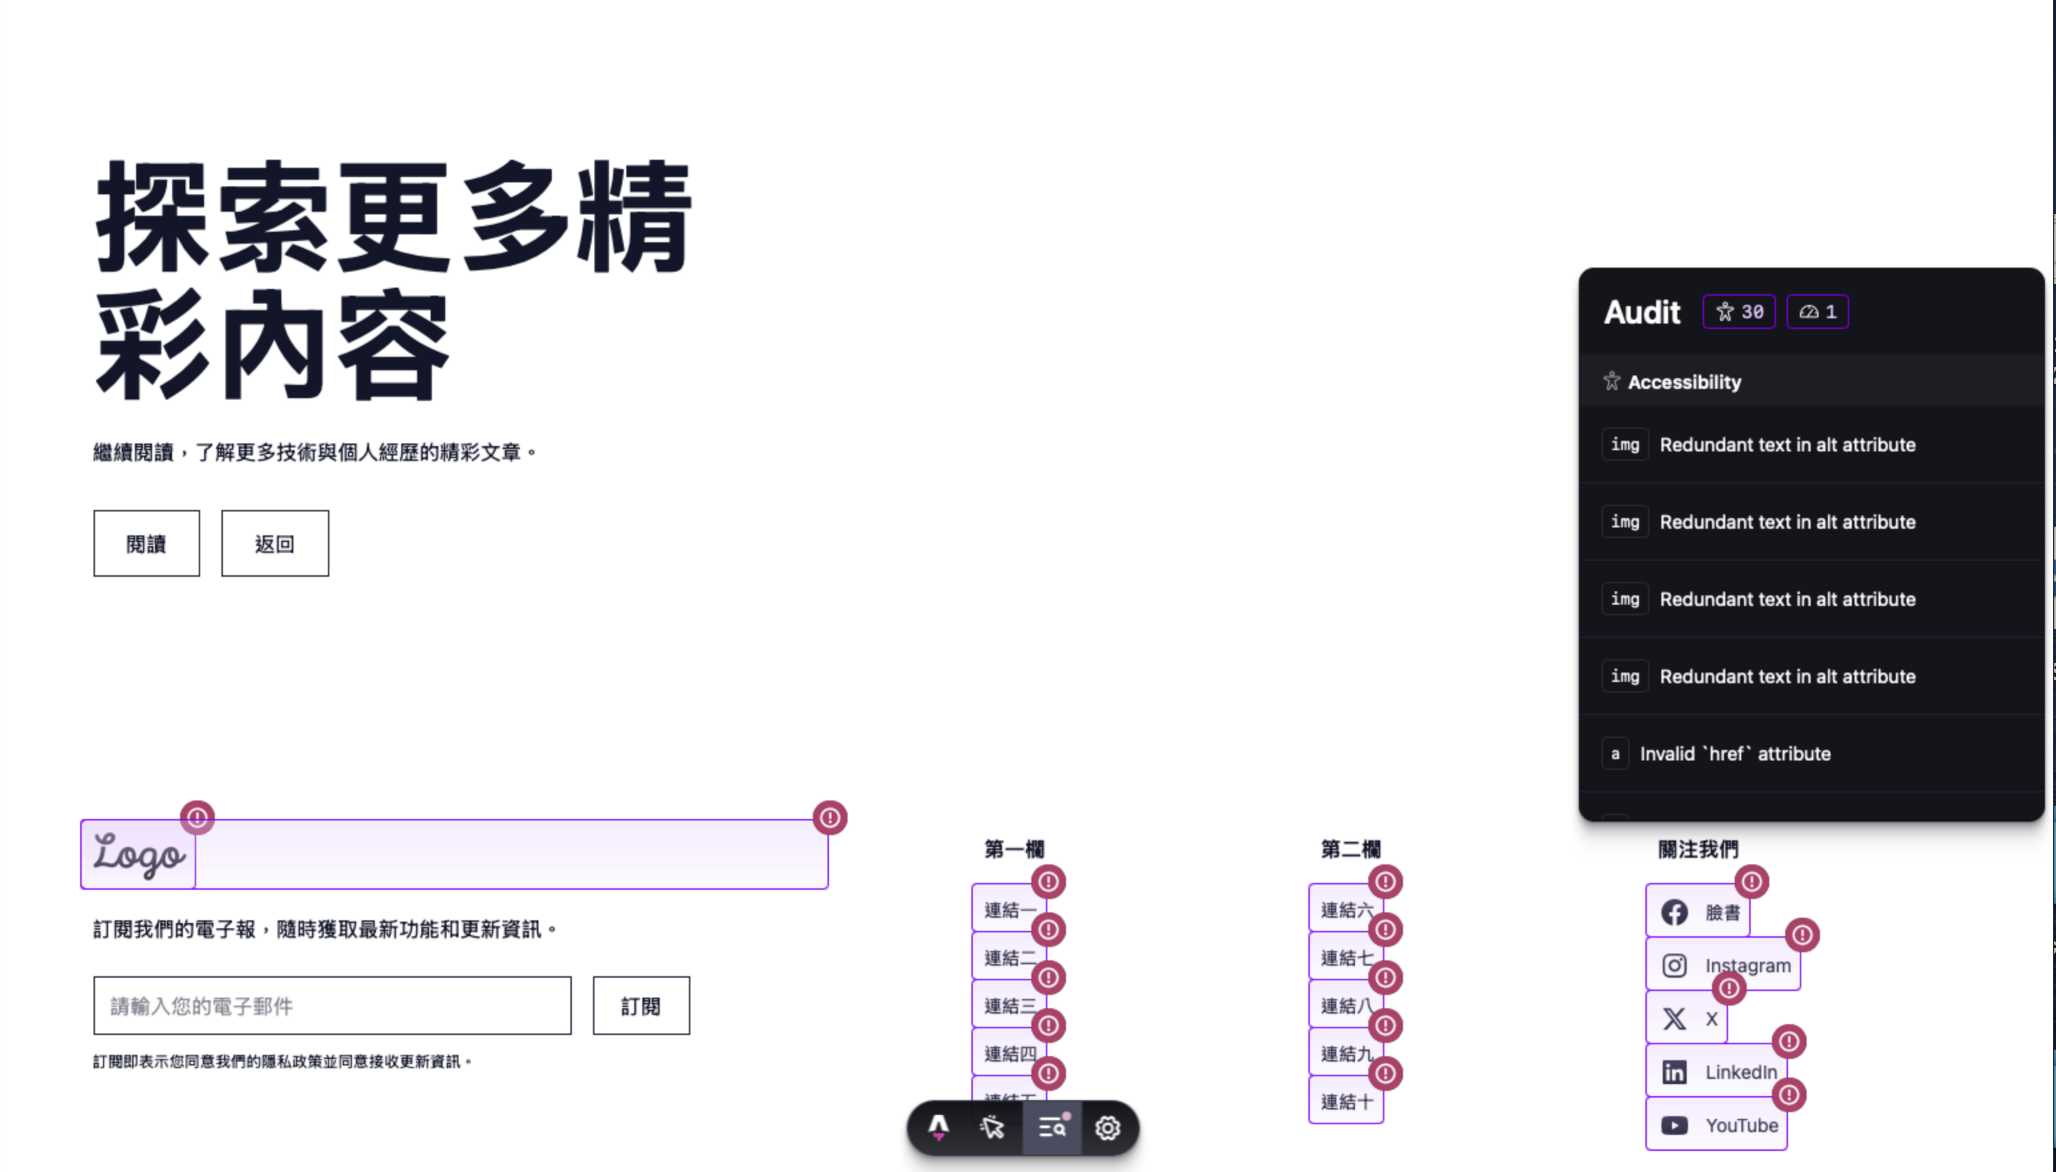 探索更多精
彩內容
繼續閱讀，了解更多技術與個人經歷的精彩文章。
閱讀
返回
Audit
30
1
Accessibility
img Redundant text in alt attribute
img Redundant text in alt attribute
img Redundant text in alt attribute
img Redundant text in alt attribute
a Invalid `href` attribute
Logo
訂閱我們的電子報，隨時獲取最新功能和更新資訊。
請輸入您的電子郵件
訂閱
訂閱即表示您同意我們的隱私政策並同意接收更新資訊。
第一欄
連結一
連結二
連結三
連結四
第二欄
連結六
連結七
連結八
連結九
連結十
關注我們
臉書
Instagram
X
LinkedIn
YouTube